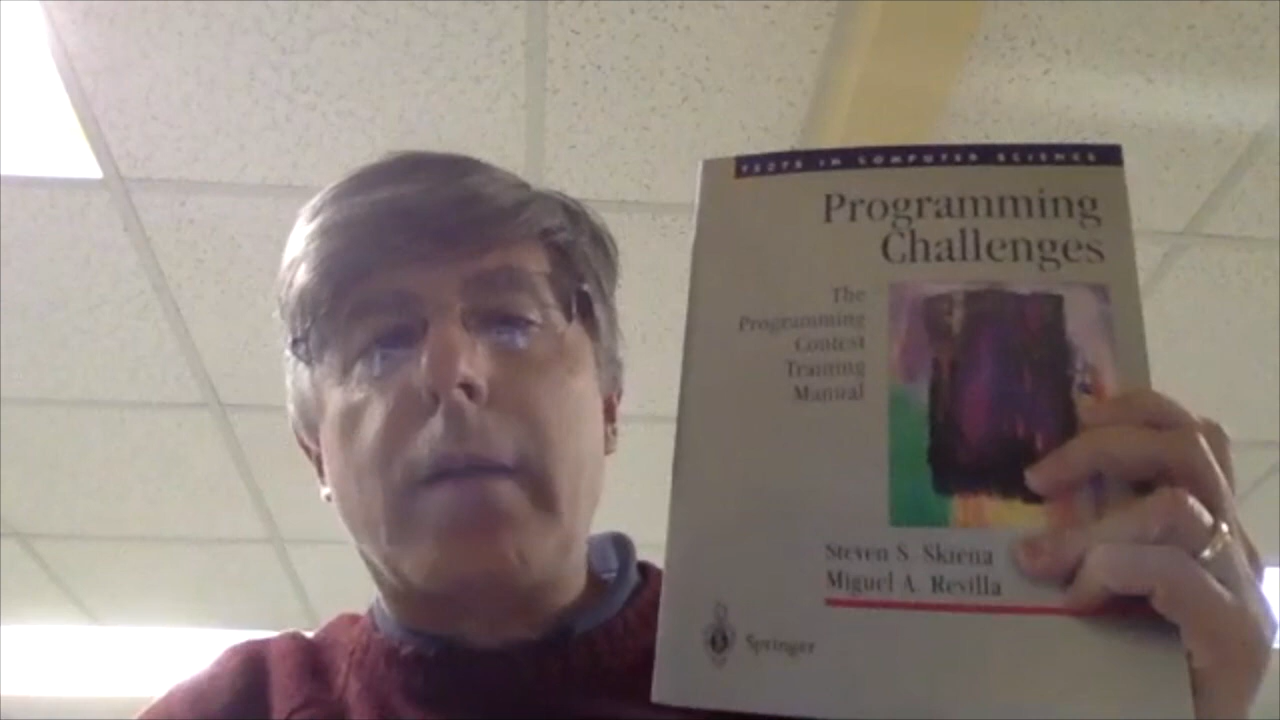 TEXTS IN COMPUTER SCIENCE
Programming
Challenges
The
Programming
Contest
Training
Manual
Steven S. Skiena
Miguel A. Revilla
Springer